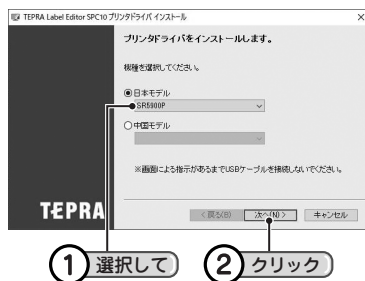 TEPRA Label Editor SPC10 プリンタドライバ インストール
プリンタドライバをインストールします。
機種を選択してください。
日本モデル
SR5900P
中国モデル
※画面による指示があるまでUSBケーブルを接続しないでください。
TEPRA
< 戻る(B) 次へ(N) > キャンセル
① 選択して ② クリック